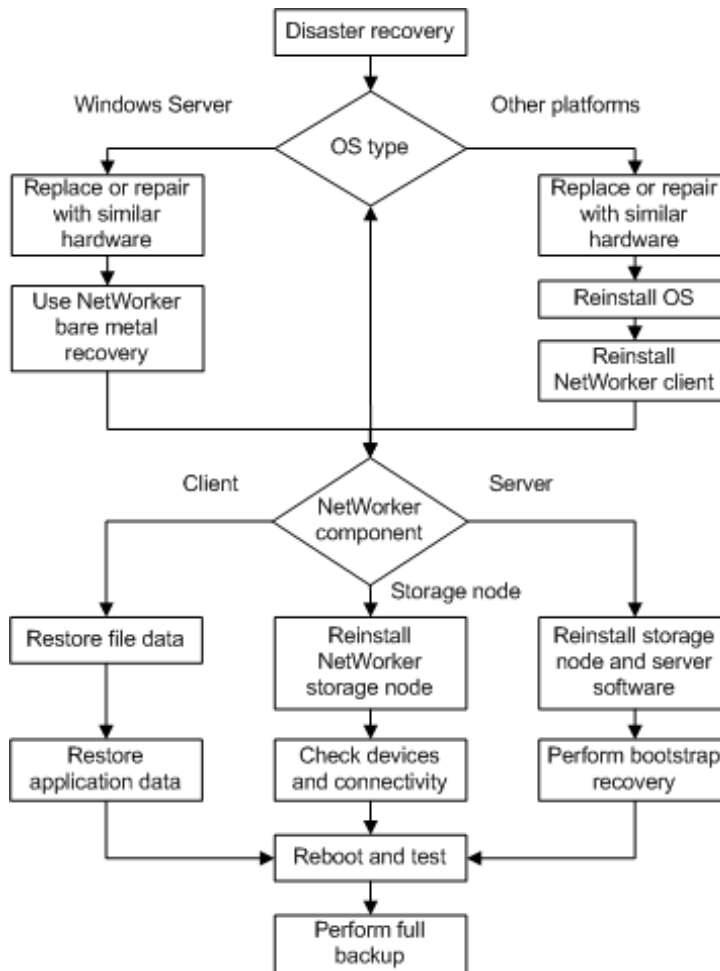 Disaster recovery
Windows Server
Other platforms
OS type
Replace or repair
with similar
hardware
Replace or repair
with similar
hardware
Use NetWorker
bare metal
recovery
Reinstall OS
Reinstall
NetWorker client
Client
Server
NetWorker
component
Storage node
Restore file data
Reinstall
NetWorker
storage node
Reinstall storage
node and server
software
Restore
application data
Check devices
and connectivity
Perform bootstrap
recovery
Reboot and test
Perform full
backup